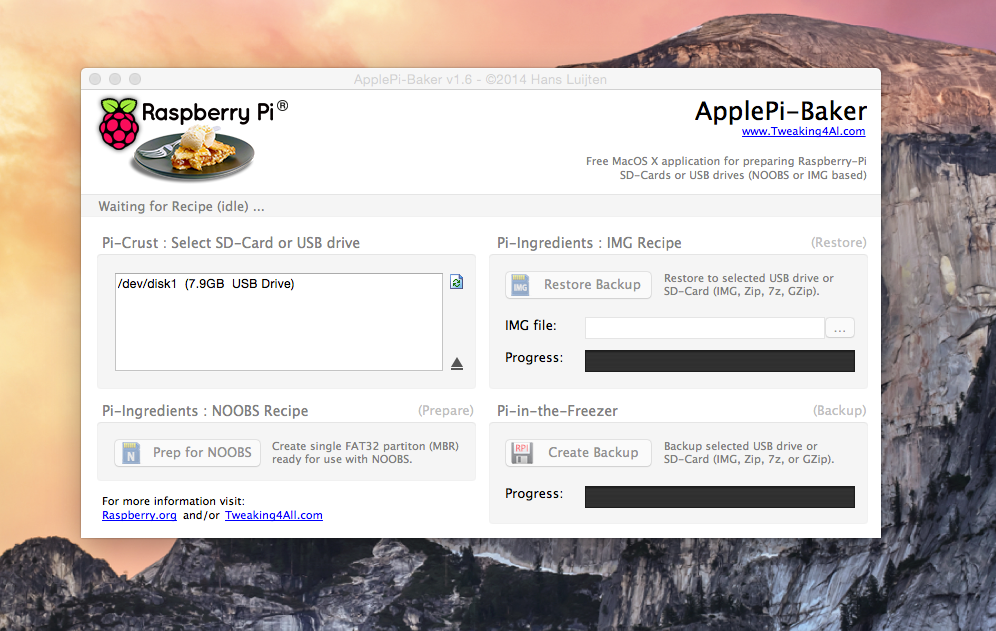 ApplePi-Baker v1.6 - ©2014 Hans Luijten
Raspberry Pi®
ApplePi-Baker
www.Tweaking4Al.com
Free MacOS X application for preparing Raspberry-Pi
SD-Cards or USB drives (NOOBS or IMG based)
Waiting for Recipe (idle) ...
Pi-Crust : Select SD-Card or USB drive
/dev/disk1 (7.9GB USB Drive)
Pi-Ingredients : IMG Recipe (Restore)
IMG
Restore Backup
Restore to selected USB drive or
SD-Card (IMG, Zip, 7z, GZip).
IMG file:
...
Progress:
Pi-Ingredients : NOOBS Recipe (Prepare)
N
Prep for NOOBS
Create single FAT32 partiton (MBR)
ready for use with NOOBS.
For more information visit:
Raspberry.org and/or Tweaking4All.com
Pi-in-the-Freezer (Backup)
RPI
Create Backup
Backup selected USB drive or
SD-Card (IMG, Zip, 7z, or GZip).
Progress: